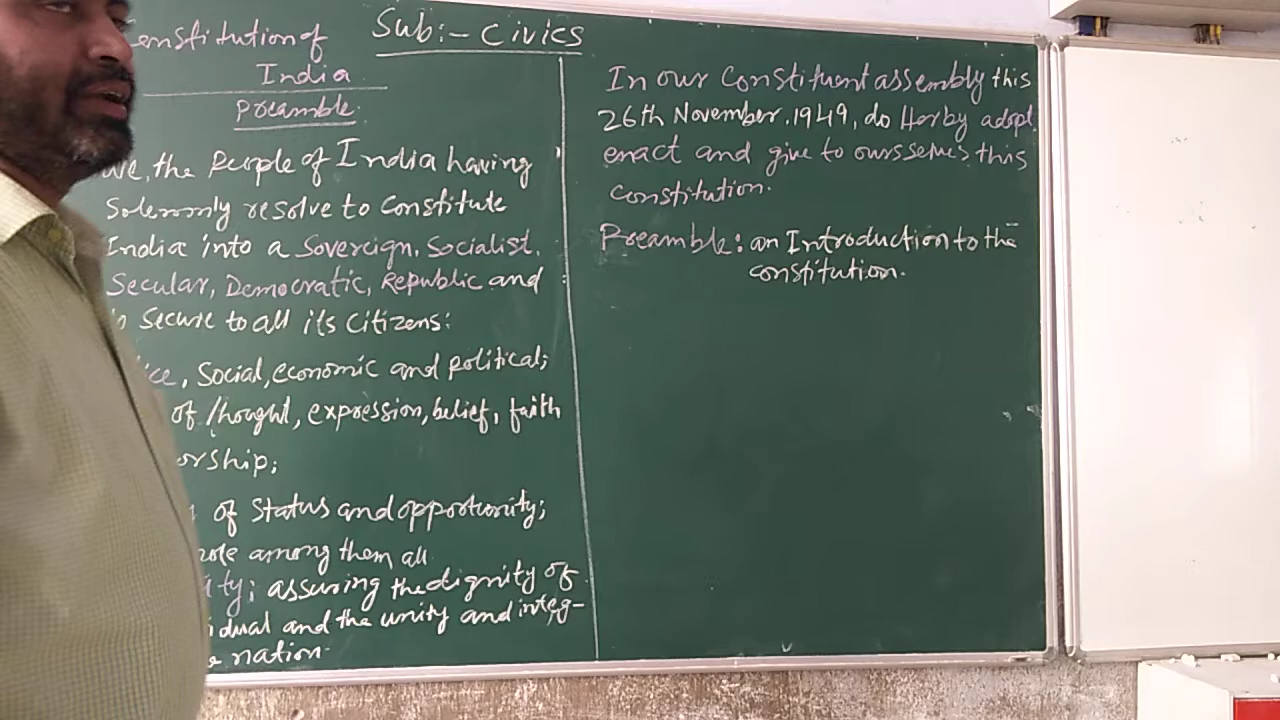 Sub:- Civics
Constitution of
India
Preamble.
We, the People of India having
Solemnly resolve to Constitute
India into a Sovereign, Socialist,
Secular, Democratic, Republic and
Secure to all its Citizens:
, Social, economic and political;
of thought, expression, belief, faith
orship;
of Status and opportunity;
among them all
ity; assuring the dignity of
idual and the unity and integ-
nation.
In our Constituent assembly this
26th November, 1949, do Herby adopt
enact and give to ourselves this
constitution.
Preamble: an Introduction to the
constitution.